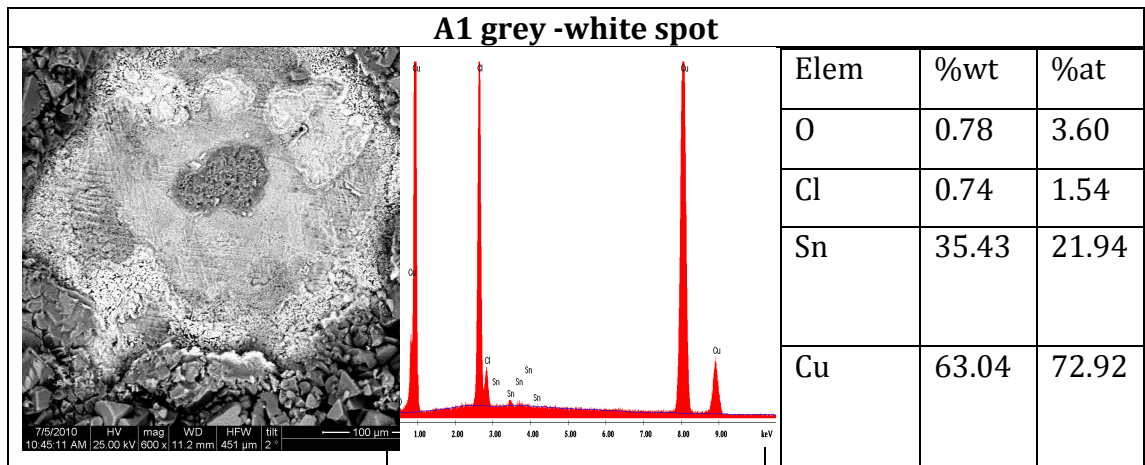 A1 grey -white spot
7/5/2010 HV mag WD HFW tilt 100 µm
10:45:11 AM 25.00 kV 600 x 11.2 mm 451 µm 2 °
Cu Cl Cu
Cu
Cl
Sn
Sn Sn
Sn Sn
Cu
1.00 2.00 3.00 4.00 5.00 6.00 7.00 8.00 9.00 keV
Elem %wt %at
O 0.78 3.60
Cl 0.74 1.54
Sn 35.43 21.94
Cu 63.04 72.92